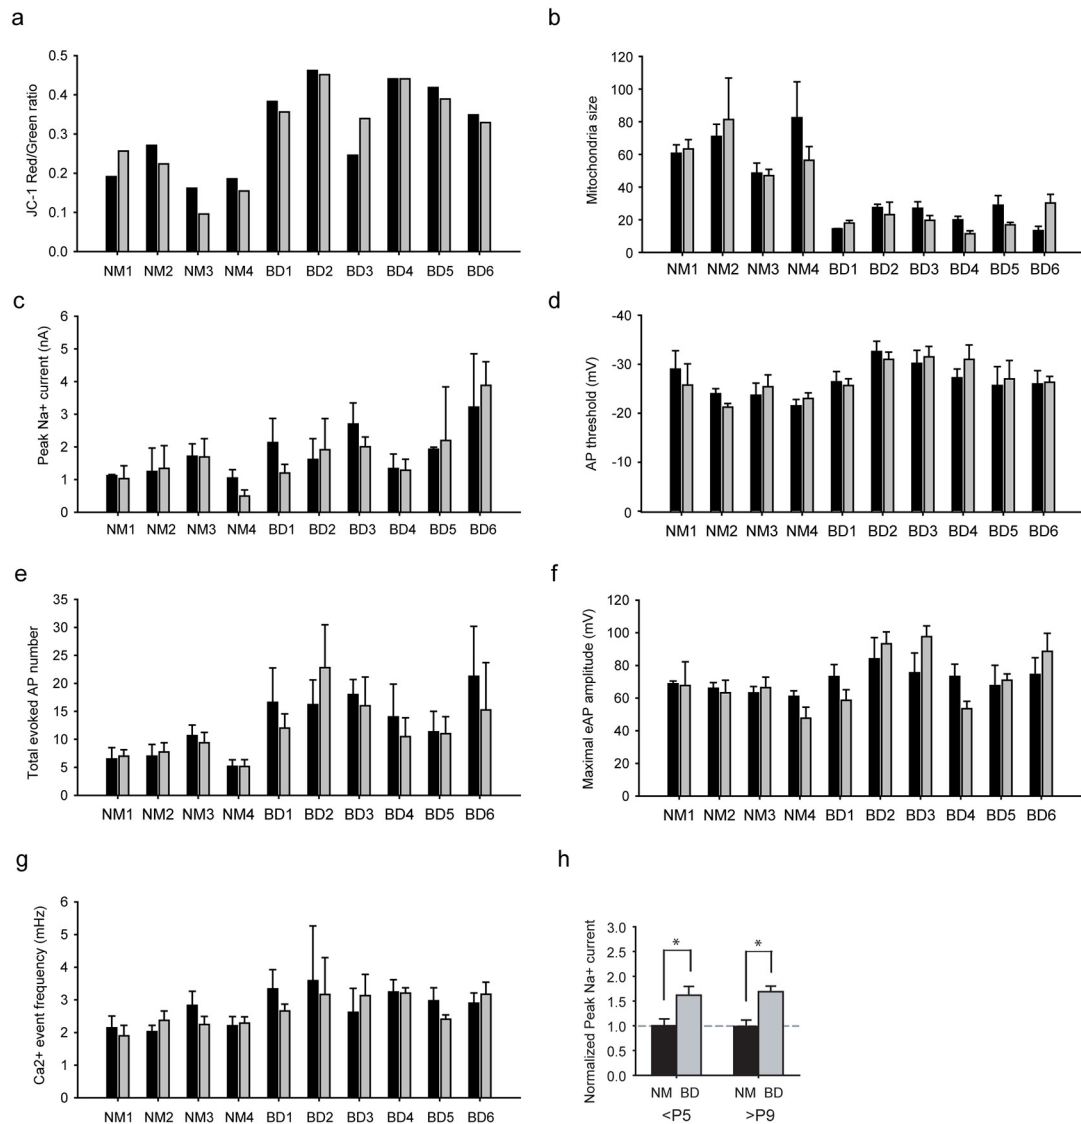 a
JC-1 Red/Green ratio
0.5
0.4
0.3
0.2
0.1
0.0
NM1 NM2 NM3 NM4 BD1 BD2 BD3 BD4 BD5 BD6
b
Mitochondria size
120
100
80
60
40
20
0
NM1 NM2 NM3 NM4 BD1 BD2 BD3 BD4 BD5 BD6
c
Peak Na+ current (nA)
6
5
4
3
2
1
0
NM1 NM2 NM3 NM4 BD1 BD2 BD3 BD4 BD5 BD6
d
AP threshold (mV)
-40
-30
-20
-10
0
NM1 NM2 NM3 NM4 BD1 BD2 BD3 BD4 BD5 BD6
e
Total evoked AP number
35
30
25
20
15
10
5
0
NM1 NM2 NM3 NM4 BD1 BD2 BD3 BD4 BD5 BD6
f
Maximal eAP amplitude (mV)
120
100
80
60
40
20
0
NM1 NM2 NM3 NM4 BD1 BD2 BD3 BD4 BD5 BD6
g
Ca2+ event frequency (mHz)
6
5
4
3
2
1
0
NM1 NM2 NM3 NM4 BD1 BD2 BD3 BD4 BD5 BD6
h
Normalized Peak Na+ current
3.0
2.5
2.0
1.5
1.0
0.5
0.0
* *
NM BD NM BD
<P5 >P9